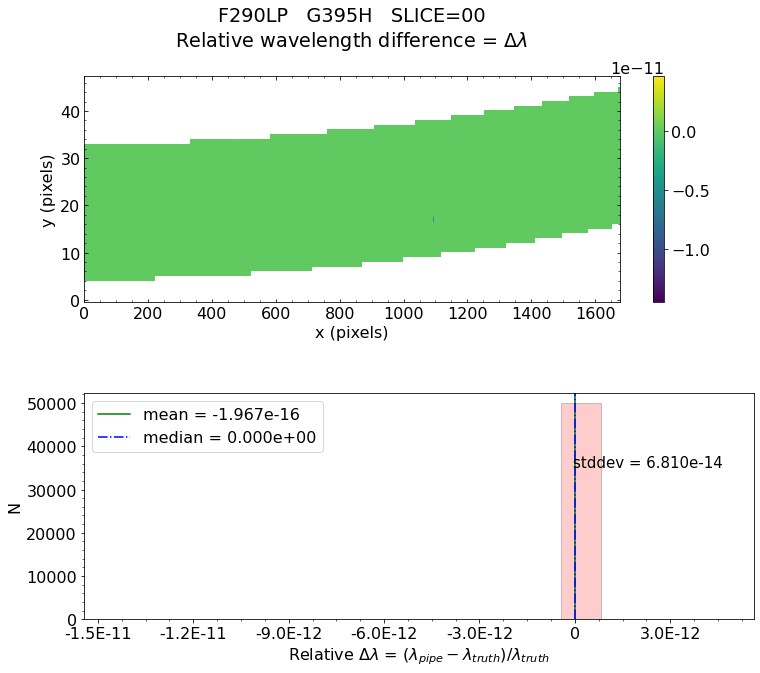 F290LP G395H SLICE=00
Relative wavelength difference = Δλ
1e−11
40
30
20
10
0
y (pixels)
0 200 400 600 800 1000 1200 1400 1600
x (pixels)
0.0
−0.5
−1.0
50000
40000
30000
20000
10000
0
N
mean = -1.967e-16
median = 0.000e+00
stddev = 6.810e-14
-1.5E-11 -1.2E-11 -9.0E-12 -6.0E-12 -3.0E-12 0 3.0E-12
Relative Δλ = (λpipe − λtruth)/λtruth